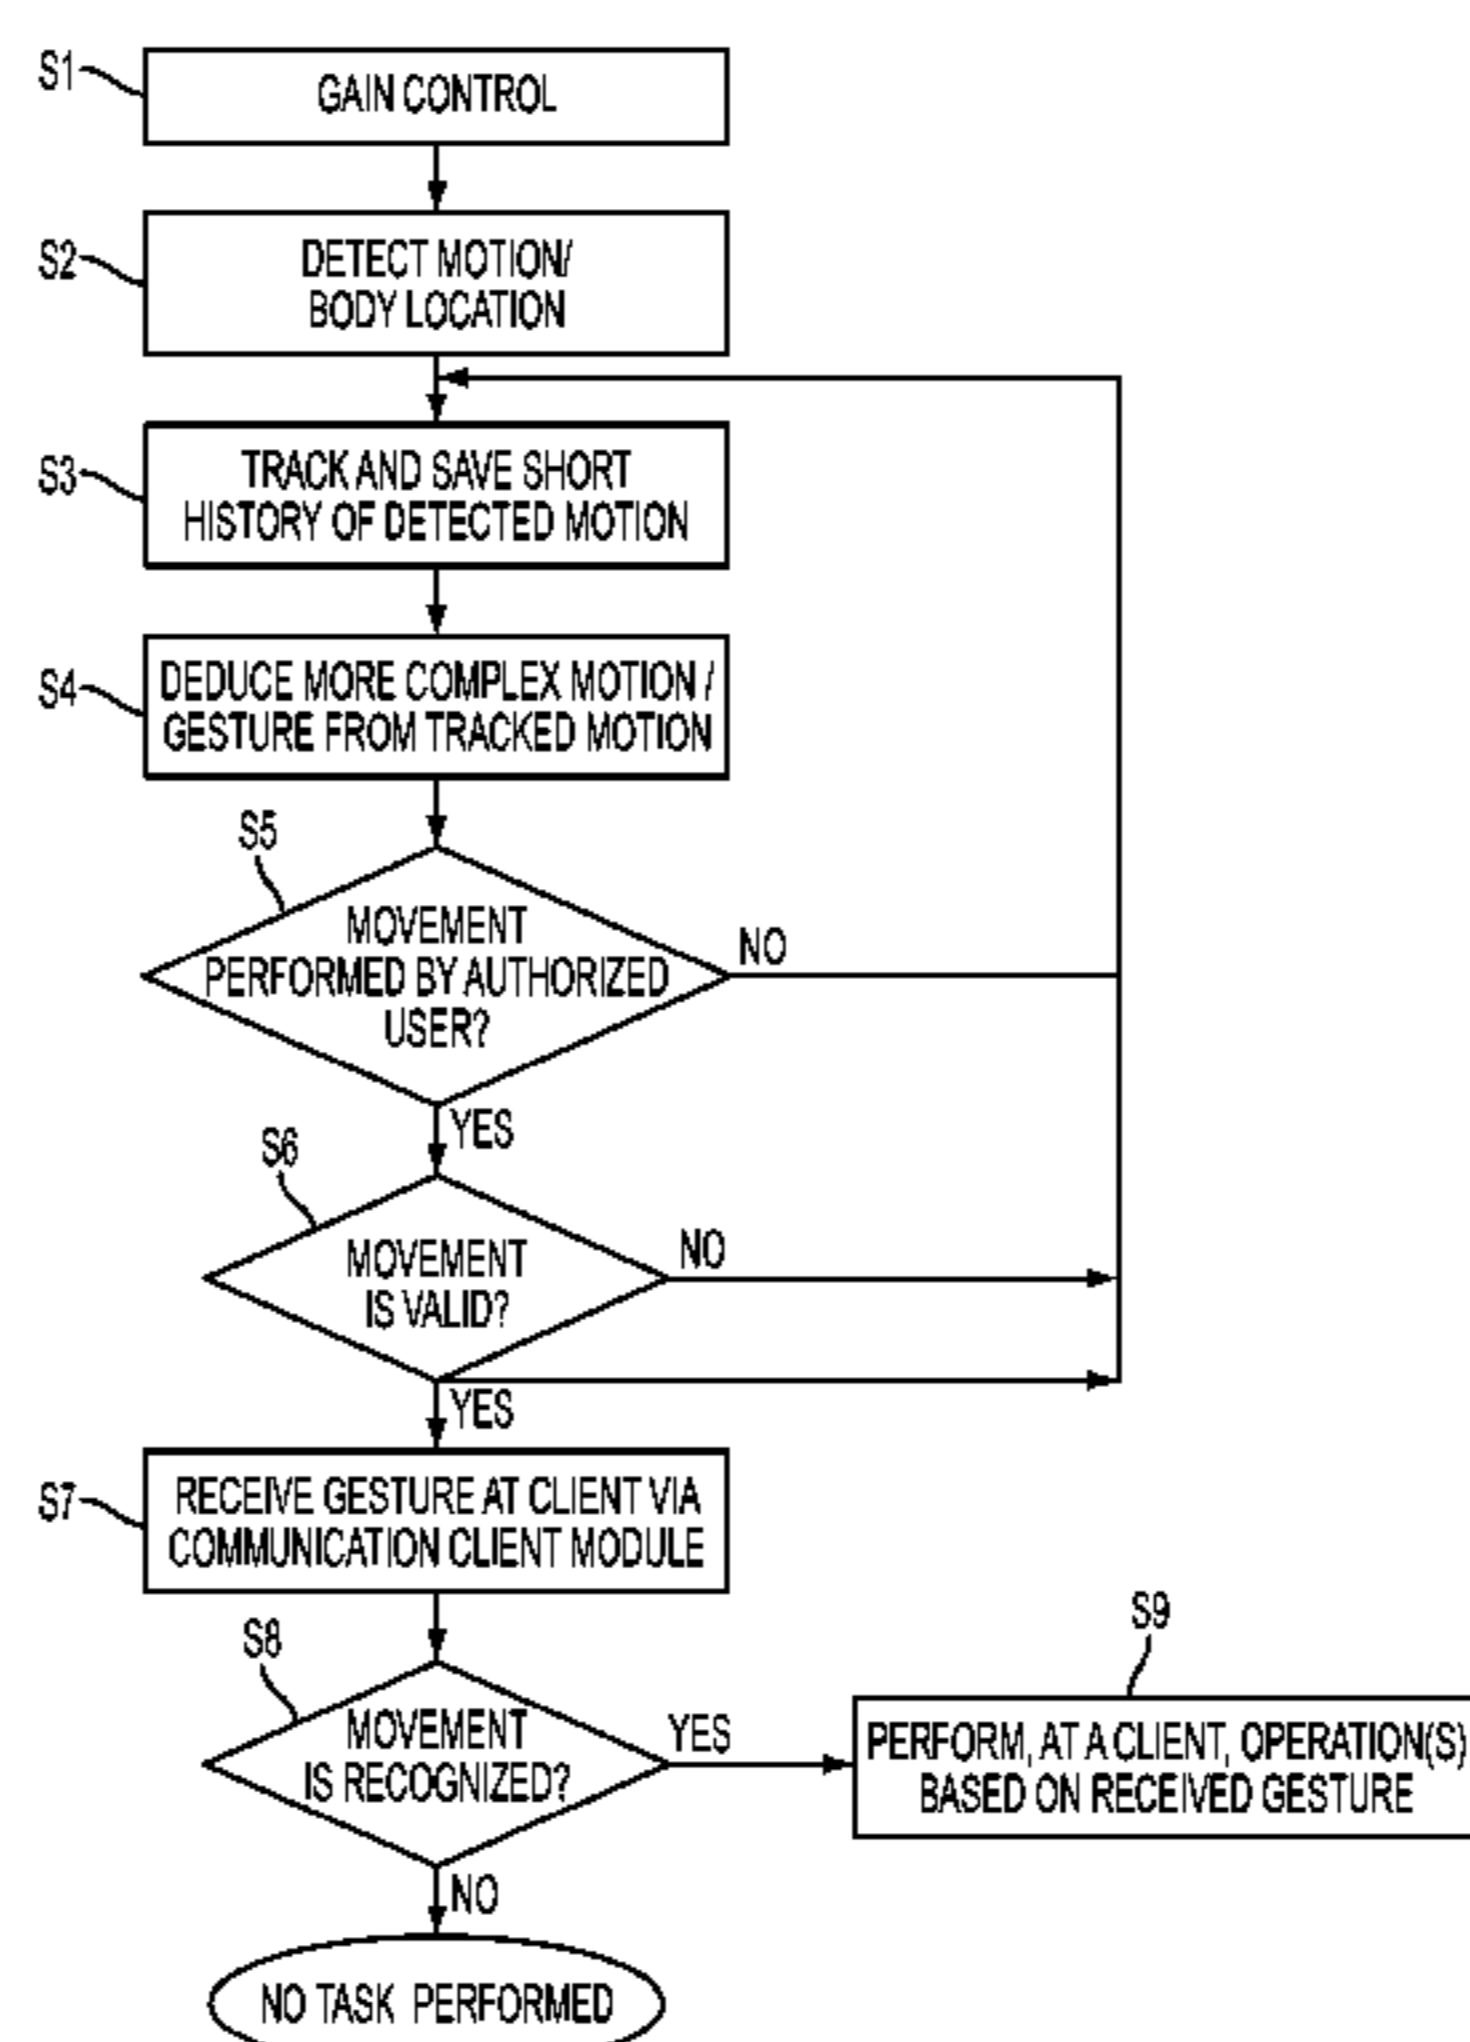 S1
GAIN CONTROL
S2
DETECT MOTION/
BODY LOCATION
S3
TRACK AND SAVE SHORT
HISTORY OF DETECTED MOTION
S4
DEDUCE MORE COMPLEX MOTION /
GESTURE FROM TRACKED MOTION
S5
MOVEMENT
PERFORMED BY AUTHORIZED
USER?
NO
YES
S6
MOVEMENT
IS VALID?
NO
YES
S7
RECEIVE GESTURE AT CLIENT VIA
COMMUNICATION CLIENT MODULE
S8
MOVEMENT
IS RECOGNIZED?
YES
S9
PERFORM, AT A CLIENT, OPERATION(S)
BASED ON RECEIVED GESTURE
NO
NO TASK PERFORMED